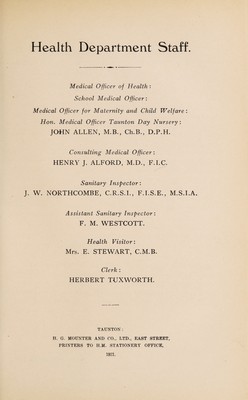 Health Department Staff.
Medical Officer of Health:
School Medical Officer:
Medical Officer for Maternity and Child Welfare:
Hon. Medical Officer Taunton Day Nursery:
JOHN ALLEN, M.B., Ch.B., D.P.H.
Consulting Medical Officer:
HENRY J. ALFORD, M.D., F.I.C.
Sanitary Inspector:
J. W. NORTHCOMBE, C.R.S.I., F.I.S.E., M.S.I.A.
Assistant Sanitary Inspector:
F. M. WESTCOTT.
Health Visitor:
Mrs. E. STEWART, C.M.B.
Clerk:
HERBERT TUXWORTH.
TAUNTON:
H. G. MOUNTER AND CO., LTD., EAST STREET,
PRINTERS TO H.M. STATIONERY OFFICE.